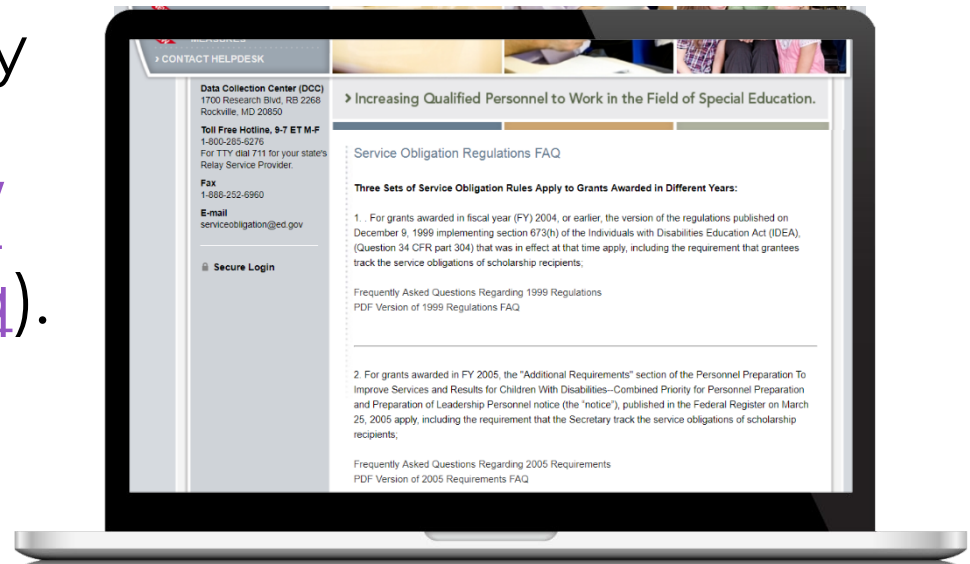 y
).
MEASURES
› CONTACT HELPDESK
Data Collection Center (DCC)
1700 Research Blvd, RB 2268
Rockville, MD 20850
Toll Free Hotline, 9-7 ET M-F
1-800-285-6276
For TTY dial 711 for your state's
Relay Service Provider.
Fax
1-888-252-6960
E-mail
serviceobligation@ed.gov
Secure Login
› Increasing Qualified Personnel to Work in the Field of Special Education.
Service Obligation Regulations FAQ
Three Sets of Service Obligation Rules Apply to Grants Awarded in Different Years:
1. . For grants awarded in fiscal year (FY) 2004, or earlier, the version of the regulations published on
December 9, 1999 implementing section 673(h) of the Individuals with Disabilities Education Act (IDEA),
(Question 34 CFR part 304) that was in effect at that time apply, including the requirement that grantees
track the service obligations of scholarship recipients;
Frequently Asked Questions Regarding 1999 Regulations
PDF Version of 1999 Regulations FAQ
2. For grants awarded in FY 2005, the "Additional Requirements" section of the Personnel Preparation To
Improve Services and Results for Children With Disabilities--Combined Priority for Personnel Preparation
and Preparation of Leadership Personnel notice (the "notice"), published in the Federal Register on March
25, 2005 apply, including the requirement that the Secretary track the service obligations of scholarship
recipients;
Frequently Asked Questions Regarding 2005 Requirements
PDF Version of 2005 Requirements FAQ